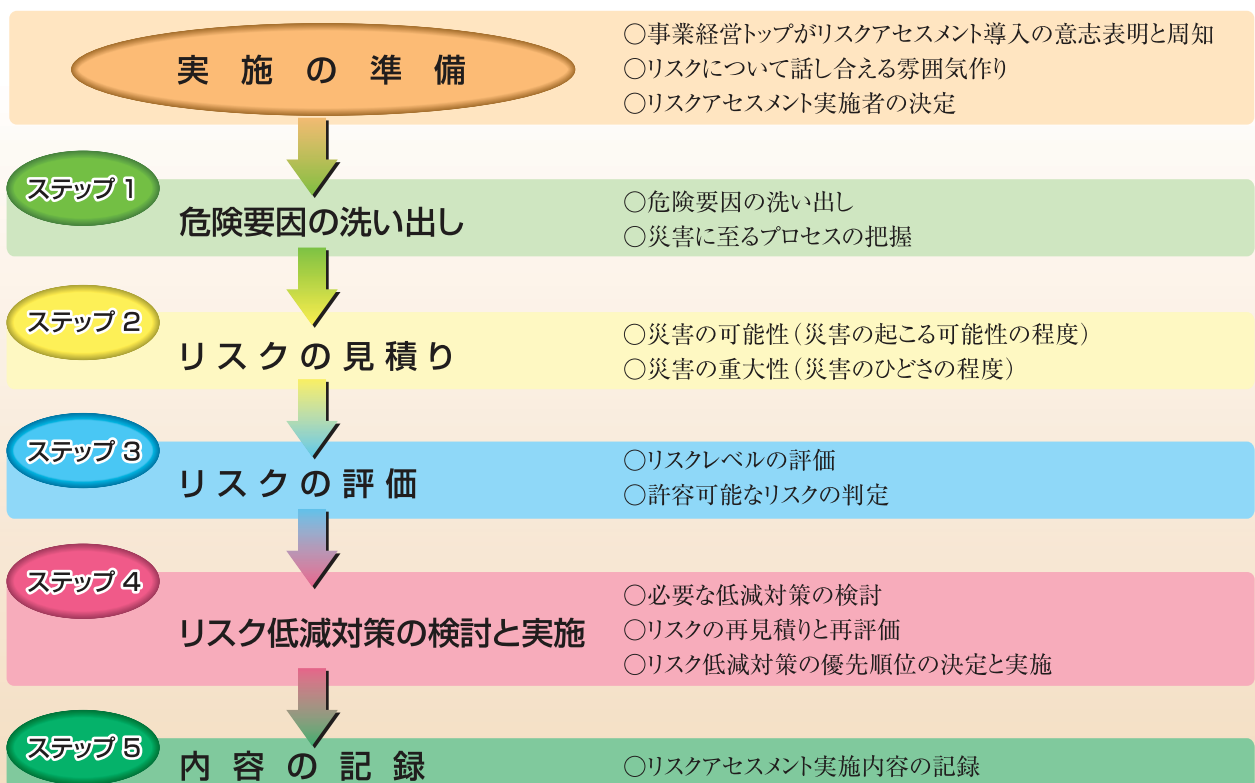 実施の準備
○事業経営トップがリスクアセスメント導入の意志表明と周知
○リスクについて話し合える雰囲気作り
○リスクアセスメント実施者の決定
ステップ 1
危険要因の洗い出し
○危険要因の洗い出し
○災害に至るプロセスの把握
ステップ 2
リスクの見積り
○災害の可能性(災害の起こる可能性の程度)
○災害の重大性(災害のひどさの程度)
ステップ 3
リスクの評価
○リスクレベルの評価
○許容可能なリスクの判定
ステップ 4
リスク低減対策の検討と実施
○必要な低減対策の検討
○リスクの再見積りと再評価
○リスク低減対策の優先順位の決定と実施
ステップ 5
内容の記録
○リスクアセスメント実施内容の記録